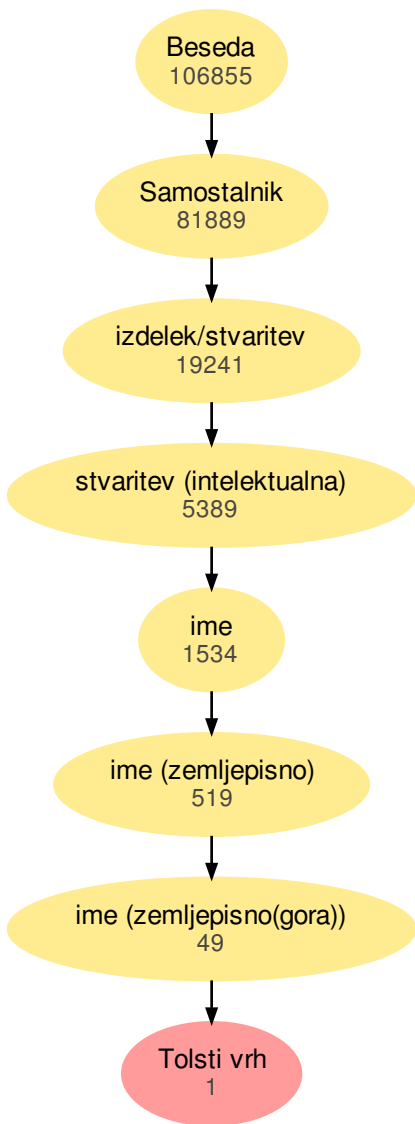 Beseda
106855
Samostalnik
81889
izdelek/stvaritev
19241
stvaritev (intelektualna)
5389
ime
1534
ime (zemljepisno)
519
ime (zemljepisno(gora))
49
Tolsti vrh
1